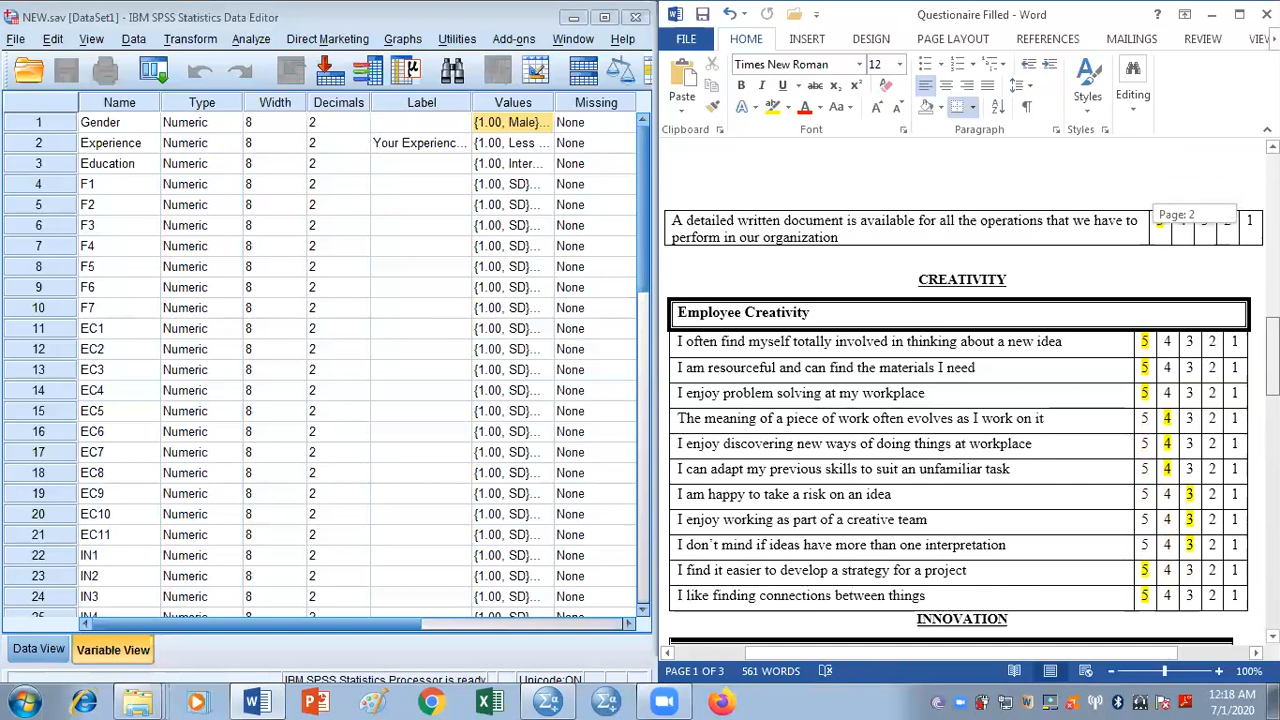 NEW.sav [DataSet1] - IBM SPSS Statistics Data Editor
File Edit View Data Transform Analyze Direct Marketing Graphs Utilities Add-ons Window Help
Name Type Width Decimals Label Values Missing
1 Gender Numeric 8 2 {1.00, Male}... None
2 Experience Numeric 8 2 Your Experienc... {1.00, Less ... None
3 Education Numeric 8 2 {1.00, Inter... None
4 F1 Numeric 8 2 {1.00, SD}... None
5 F2 Numeric 8 2 {1.00, SD}... None
6 F3 Numeric 8 2 {1.00, SD}... None
7 F4 Numeric 8 2 {1.00, SD}... None
8 F5 Numeric 8 2 {1.00, SD}... None
9 F6 Numeric 8 2 {1.00, SD}... None
10 F7 Numeric 8 2 {1.00, SD}... None
11 EC1 Numeric 8 2 {1.00, SD}... None
12 EC2 Numeric 8 2 {1.00, SD}... None
13 EC3 Numeric 8 2 {1.00, SD}... None
14 EC4 Numeric 8 2 {1.00, SD}... None
15 EC5 Numeric 8 2 {1.00, SD}... None
16 EC6 Numeric 8 2 {1.00, SD}... None
17 EC7 Numeric 8 2 {1.00, SD}... None
18 EC8 Numeric 8 2 {1.00, SD}... None
19 EC9 Numeric 8 2 {1.00, SD}... None
20 EC10 Numeric 8 2 {1.00, SD}... None
21 EC11 Numeric 8 2 {1.00, SD}... None
22 IN1 Numeric 8 2 {1.00, SD}... None
23 IN2 Numeric 8 2 {1.00, SD}... None
24 IN3 Numeric 8 2 {1.00, SD}... None
Data View Variable View
IBM SPSS Statistics Processor is ready Unicode:ON
Questionaire Filled - Word
FILE HOME INSERT DESIGN PAGE LAYOUT REFERENCES MAILINGS REVIEW
Times New Roman 12
Paste Styles Editing
Clipboard Font Paragraph Styles
Page: 2
A detailed written document is available for all the operations that we have to 1
perform in our organization
CREATIVITY
Employee Creativity
I often find myself totally involved in thinking about a new idea 5 4 3 2 1
I am resourceful and can find the materials I need 5 4 3 2 1
I enjoy problem solving at my workplace 5 4 3 2 1
The meaning of a piece of work often evolves as I work on it 5 4 3 2 1
I enjoy discovering new ways of doing things at workplace 5 4 3 2 1
I can adapt my previous skills to suit an unfamiliar task 5 4 3 2 1
I am happy to take a risk on an idea 5 4 3 2 1
I enjoy working as part of a creative team 5 4 3 2 1
I don't mind if ideas have more than one interpretation 5 4 3 2 1
I find it easier to develop a strategy for a project 5 4 3 2 1
I like finding connections between things 5 4 3 2 1
INNOVATION
PAGE 1 OF 3 561 WORDS 100%
12:18 AM
7/1/2020